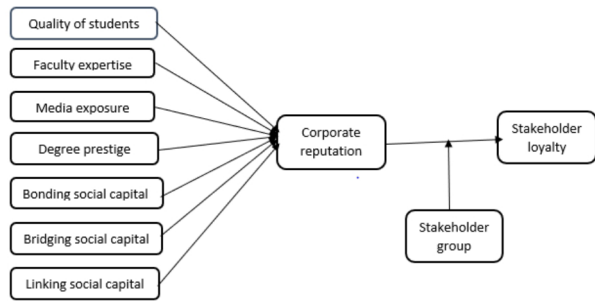 Quality of students
Faculty expertise
Media exposure
Degree prestige
Bonding social capital
Bridging social capital
Linking social capital
Corporate
reputation
Stakeholder
loyalty
Stakeholder
group